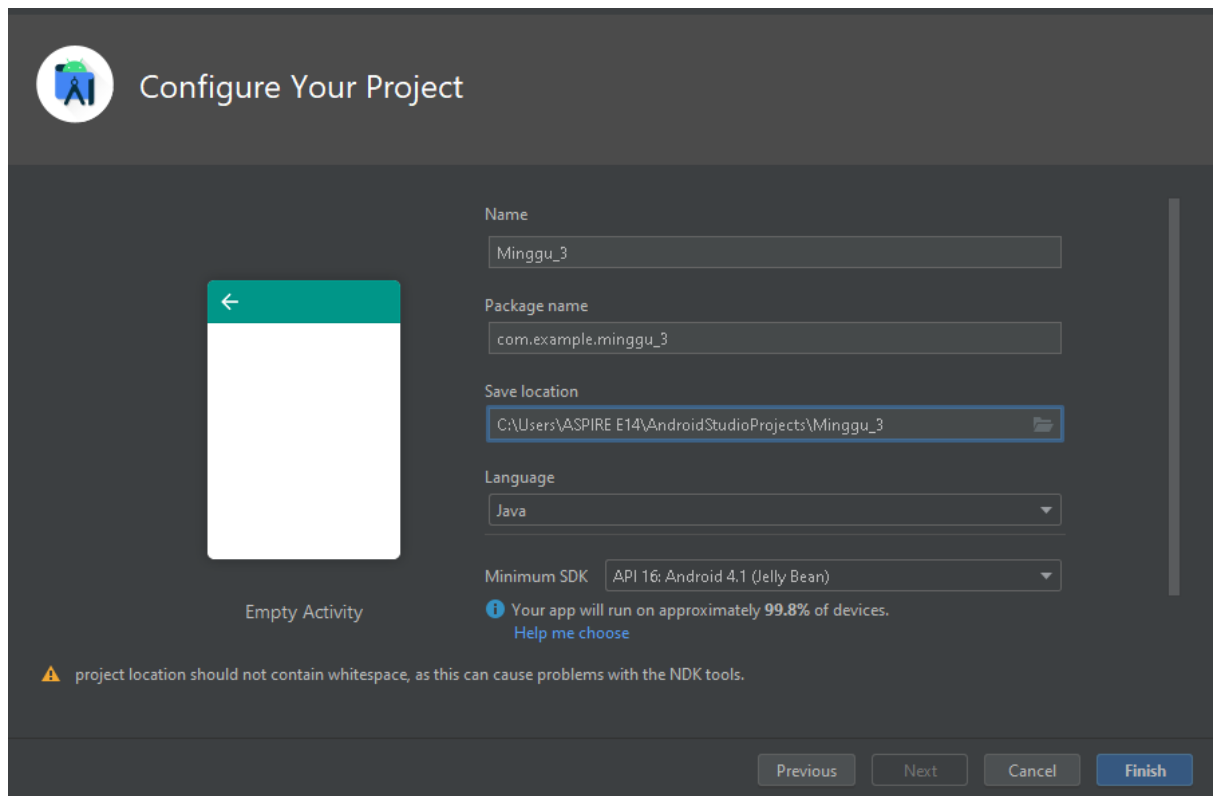 Configure Your Project
Name
Minggu_3
Package name
com.example.minggu_3
Save location
C:\Users\ASPIRE E14\AndroidStudioProjects\Minggu_3
Language
Java
Minimum SDK API 16: Android 4.1 (Jelly Bean)
Your app will run on approximately 99.8% of devices.
Help me choose
Empty Activity
project location should not contain whitespace, as this can cause problems with the NDK tools.
Previous Next Cancel Finish